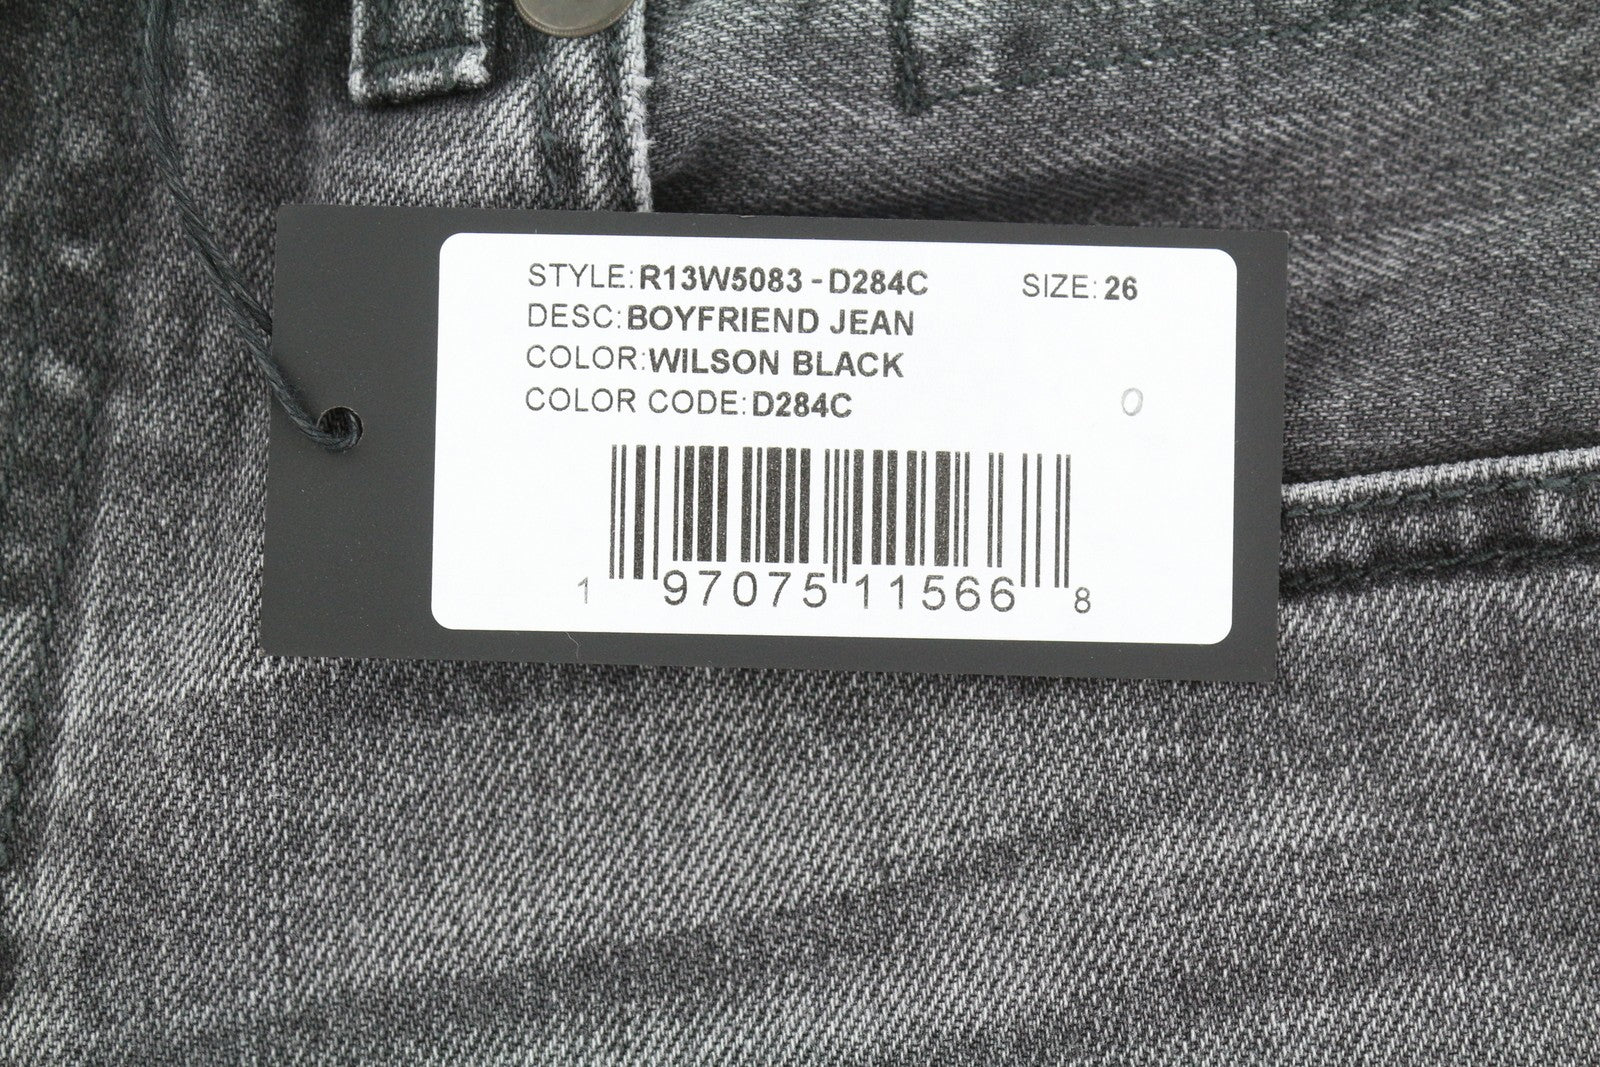 STYLE: R13W5083 - D284C SIZE: 26
DESC: BOYFRIEND JEAN
COLOR: WILSON BLACK
COLOR CODE: D284C
0
1 97075 11566 8